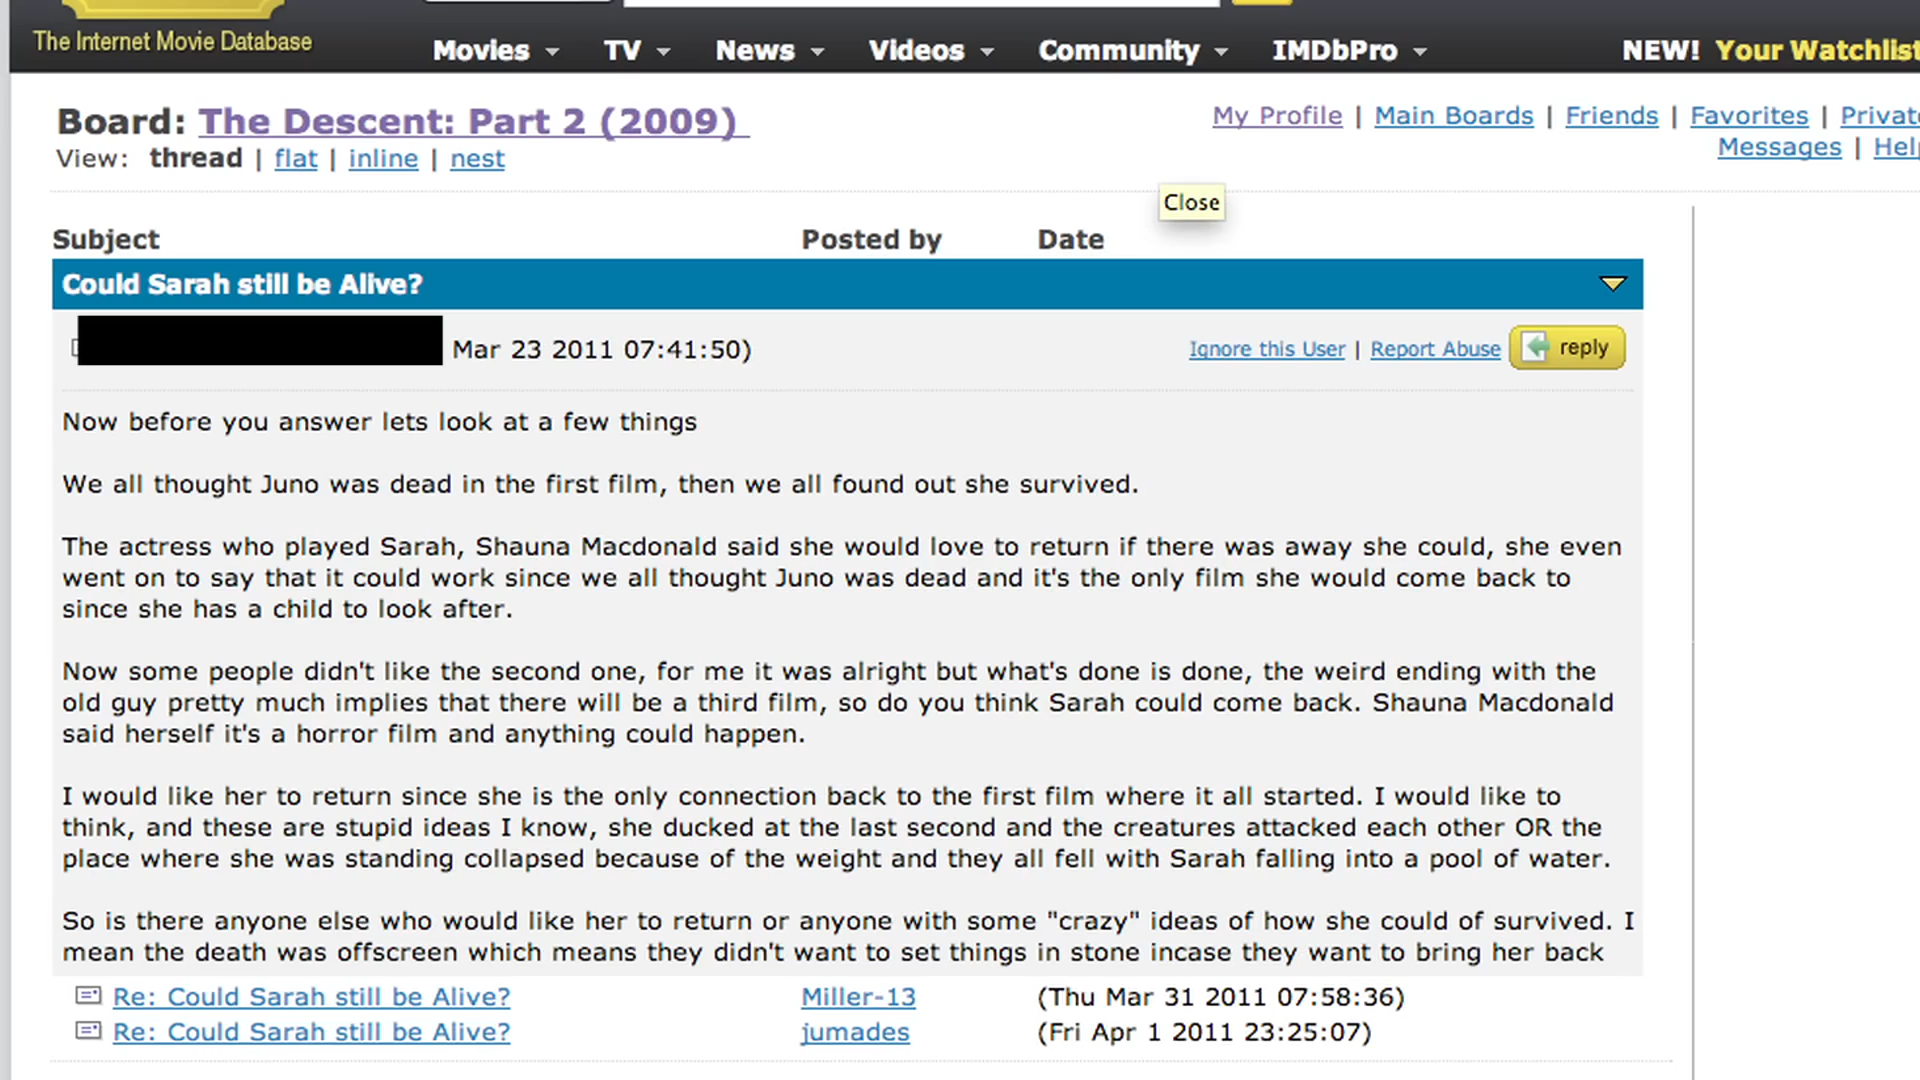 The Internet Movie Database
Movies TV News Videos Community IMDbPro NEW! Your Watchlist
Board: The Descent: Part 2 (2009)
My Profile | Main Boards | Friends | Favorites |
Messages |
View: thread | flat | inline | nest
Close
Subject Posted by Date
Could Sarah still be Alive?
Mar 23 2011 07:41:50) Ignore this User | Report Abuse reply
Now before you answer lets look at a few things
We all thought Juno was dead in the first film, then we all found out she survived.
The actress who played Sarah, Shauna Macdonald said she would love to return if there was away she could, she even
went on to say that it could work since we all thought Juno was dead and it's the only film she would come back to
since she has a child to look after.
Now some people didn't like the second one, for me it was alright but what's done is done, the weird ending with the
old guy pretty much implies that there will be a third film, so do you think Sarah could come back. Shauna Macdonald
said herself it's a horror film and anything could happen.
I would like her to return since she is the only connection back to the first film where it all started. I would like to
think, and these are stupid ideas I know, she ducked at the last second and the creatures attacked each other OR the
place where she was standing collapsed because of the weight and they all fell with Sarah falling into a pool of water.
So is there anyone else who would like her to return or anyone with some "crazy" ideas of how she could of survived. I
mean the death was offscreen which means they didn't want to set things in stone incase they want to bring her back
Re: Could Sarah still be Alive? Miller-13 (Thu Mar 31 2011 07:58:36)
Re: Could Sarah still be Alive? jumades (Fri Apr 1 2011 23:25:07)